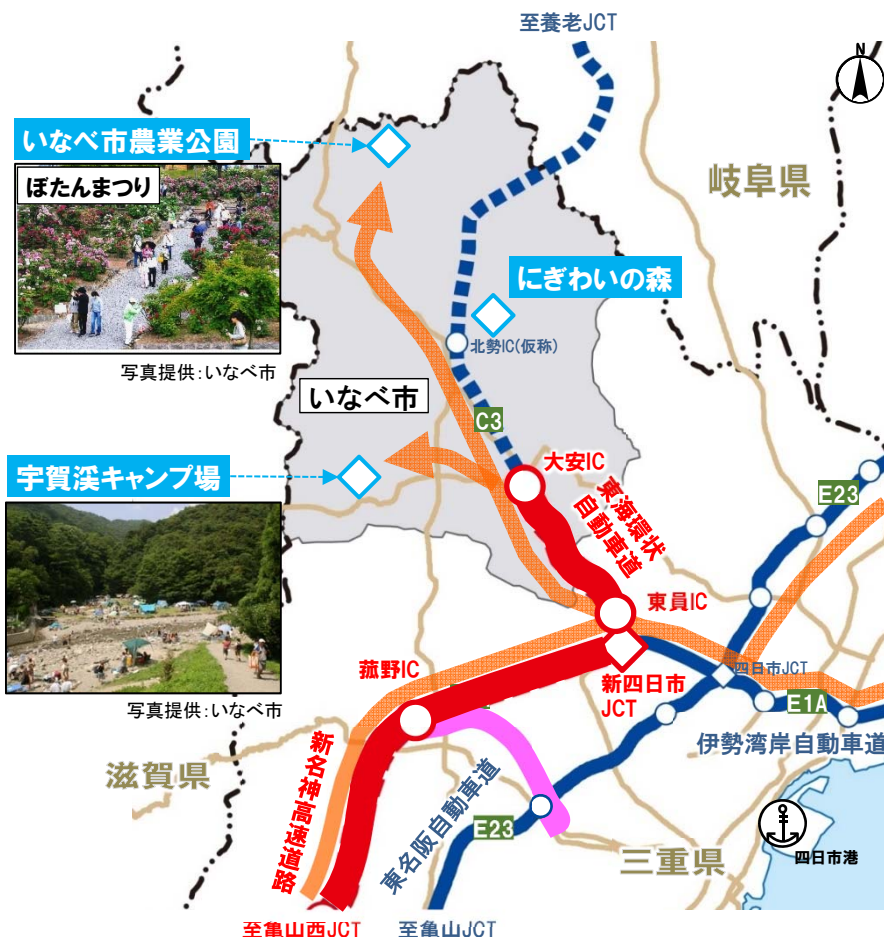 至養老JCT
N
いなべ市農業公園
ぼたんまつり
岐阜県
にぎわいの森
北勢IC(仮称)
写真提供:いなべ市
いなべ市
C3
大安IC
宇賀渓キャンプ場
東海環状
自動車道
E23
東員IC
菰野IC
四日市JCT
新四日市
JCT
写真提供:いなべ市
E1A
伊勢湾岸自動車道
滋賀県
新名神高速道路
東名阪自動車道
E23
三重県
四日市港
至亀山西JCT
至亀山JCT